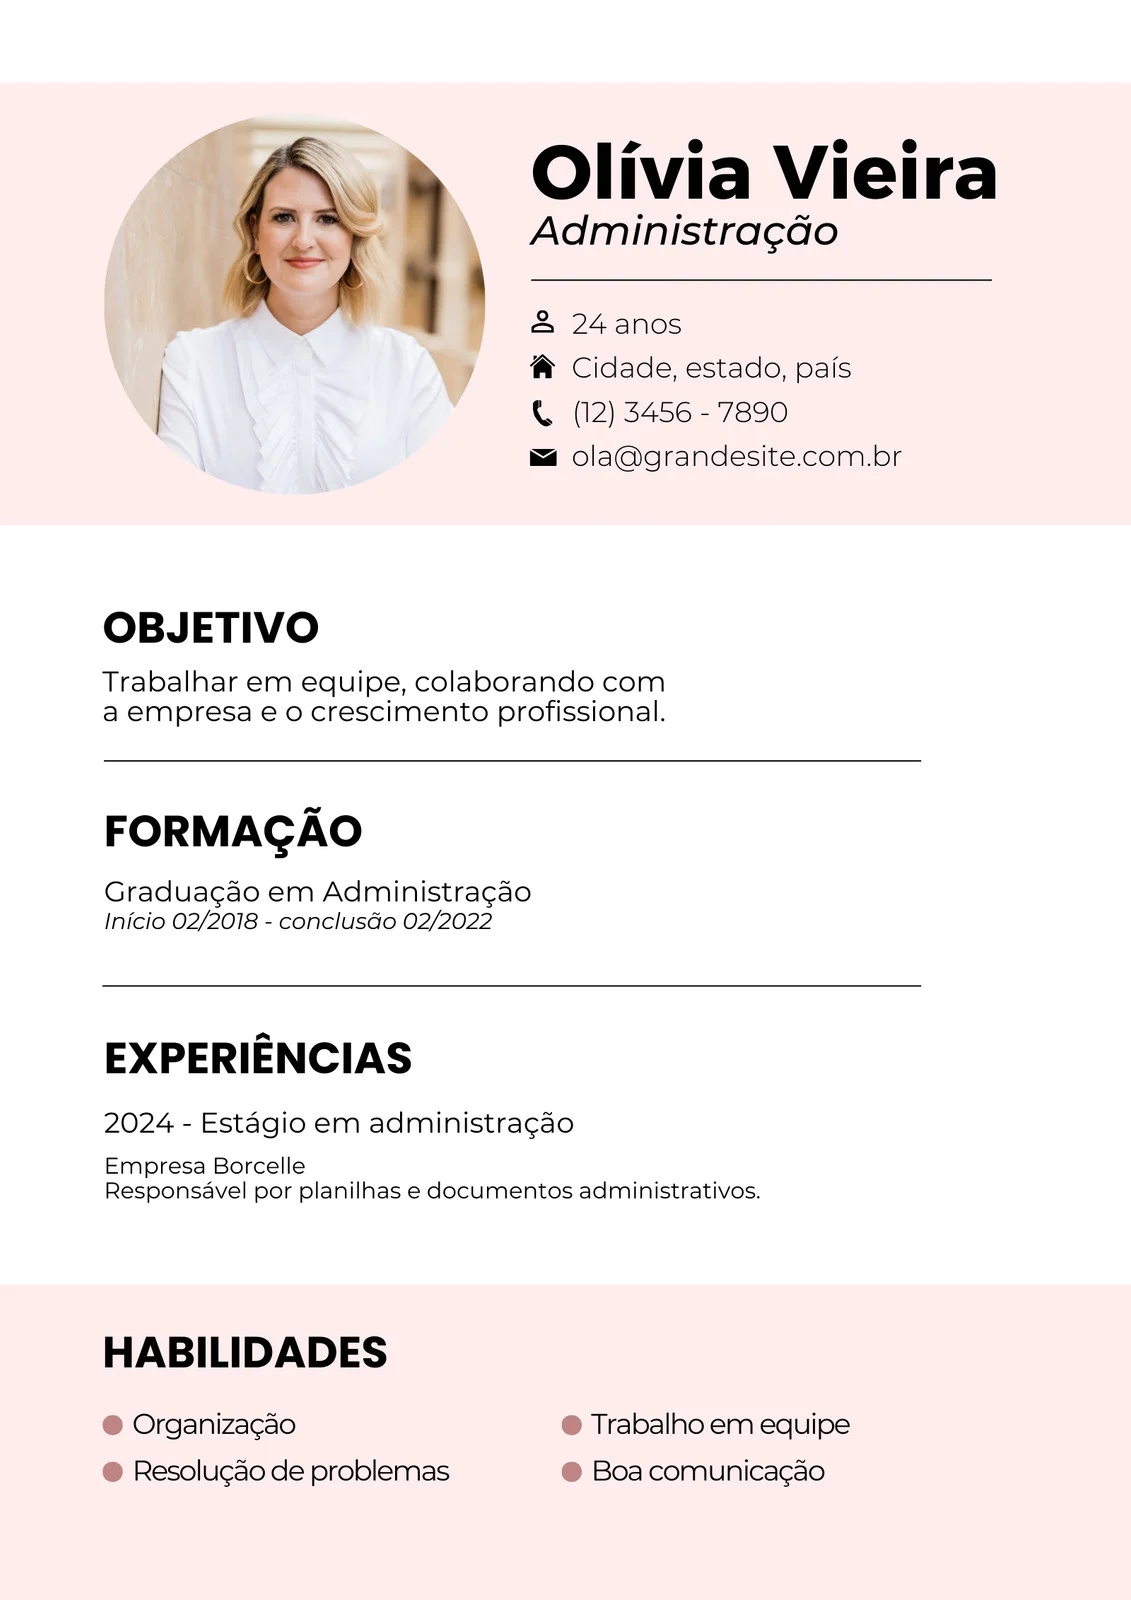 Olívia Vieira
Administração
24 anos
Cidade, estado, país
(12) 3456 - 7890
ola@grandesite.com.br
OBJETIVO
Trabalhar em equipe, colaborando com
a empresa e o crescimento profissional.
FORMAÇÃO
Graduação em Administração
Início 02/2018 - conclusão 02/2022
EXPERIÊNCIAS
2024 - Estágio em administração
Empresa Borcelle
Responsável por planilhas e documentos administrativos.
HABILIDADES
Organização
Resolução de problemas
Trabalho em equipe
Boa comunicação